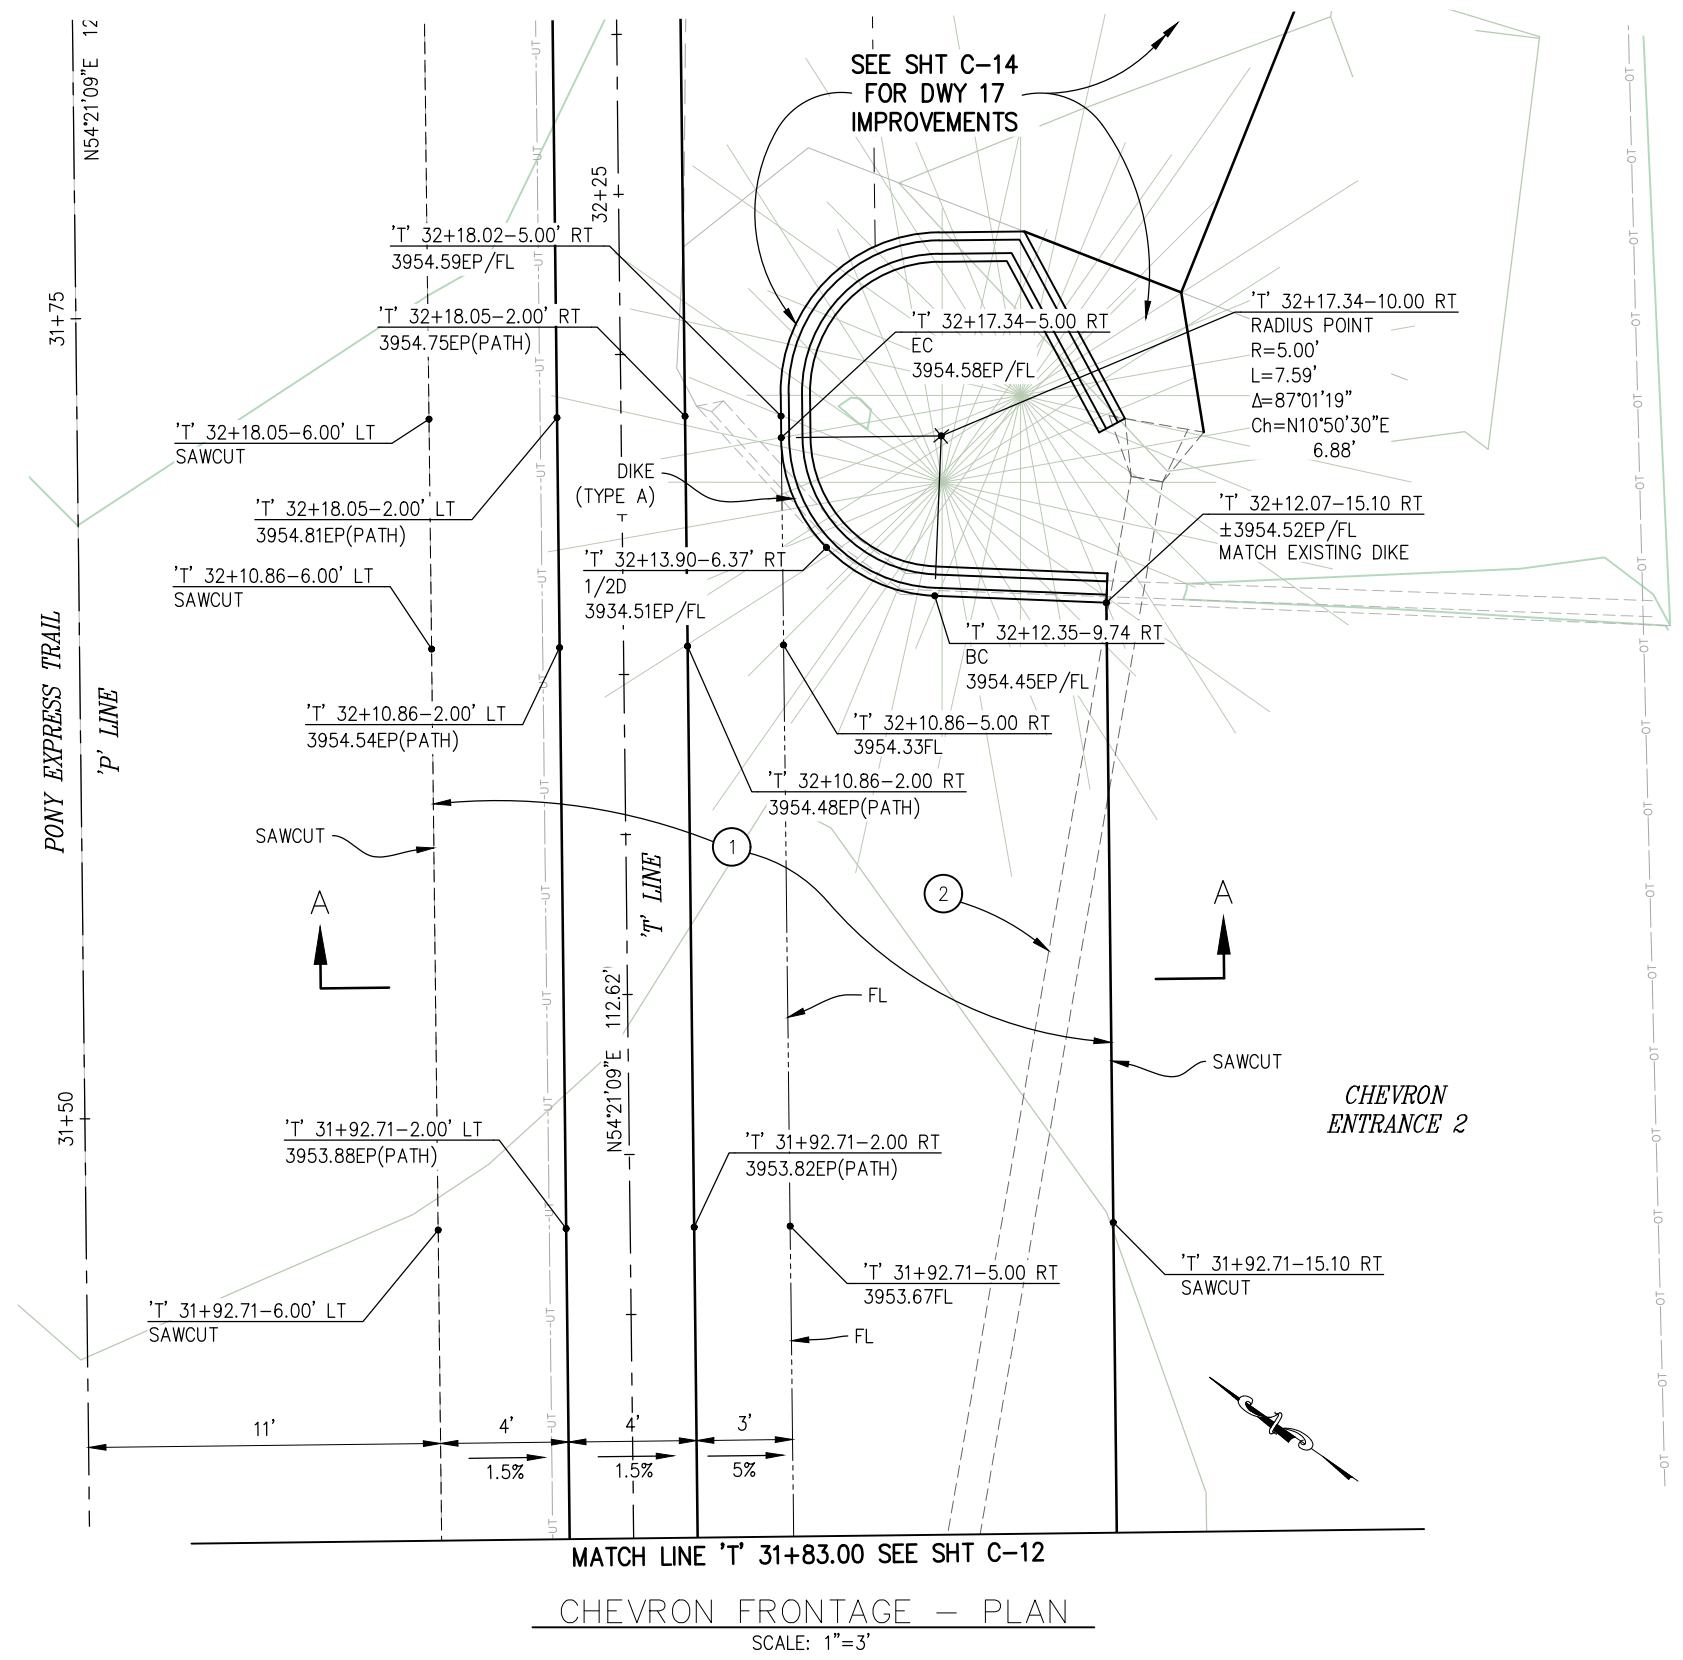 N54°21'09"E 12
SEE SHT C-14
FOR DWY 17
IMPROVEMENTS
32+25
'T' 32+18.02-5.00' RT
3954.59EP/FL
31+75
'T' 32+18.05-2.00' RT
3954.75EP(PATH)
'T' 32+17.34-5.00 RT
EC
3954.58EP/FL
'T' 32+17.34-10.00 RT
RADIUS POINT
R=5.00'
L=7.59'
Δ=87°01'19"
Ch=N10°50'30"E
6.88'
'T' 32+18.05-6.00' LT
SAWCUT
DIKE
(TYPE A)
'T' 32+18.05-2.00' LT
3954.81EP(PATH)
'T' 32+12.07-15.10 RT
±3954.52EP/FL
MATCH EXISTING DIKE
'T' 32+13.90-6.37' RT
1/2D
3934.51EP/FL
'T' 32+10.86-6.00' LT
SAWCUT
'T' 32+12.35-9.74 RT
BC
3954.45EP/FL
PONY EXPRESS TRAIL
'P' LINE
'T' 32+10.86-2.00' LT
3954.54EP(PATH)
'T' 32+10.86-5.00 RT
3954.33FL
'T' 32+10.86-2.00 RT
3954.48EP(PATH)
SAWCUT
1
'T' LINE
2
A
A
N54°21'09"E 112.62'
FL
SAWCUT
CHEVRON
ENTRANCE 2
31+50
'T' 31+92.71-2.00' LT
3953.88EP(PATH)
'T' 31+92.71-2.00 RT
3953.82EP(PATH)
'T' 31+92.71-5.00 RT
3953.67FL
'T' 31+92.71-15.10 RT
SAWCUT
'T' 31+92.71-6.00' LT
SAWCUT
FL
11'
4'
4'
3'
1.5%
1.5%
5%
MATCH LINE 'T' 31+83.00 SEE SHT C-12
CHEVRON FRONTAGE - PLAN
SCALE: 1"=3'